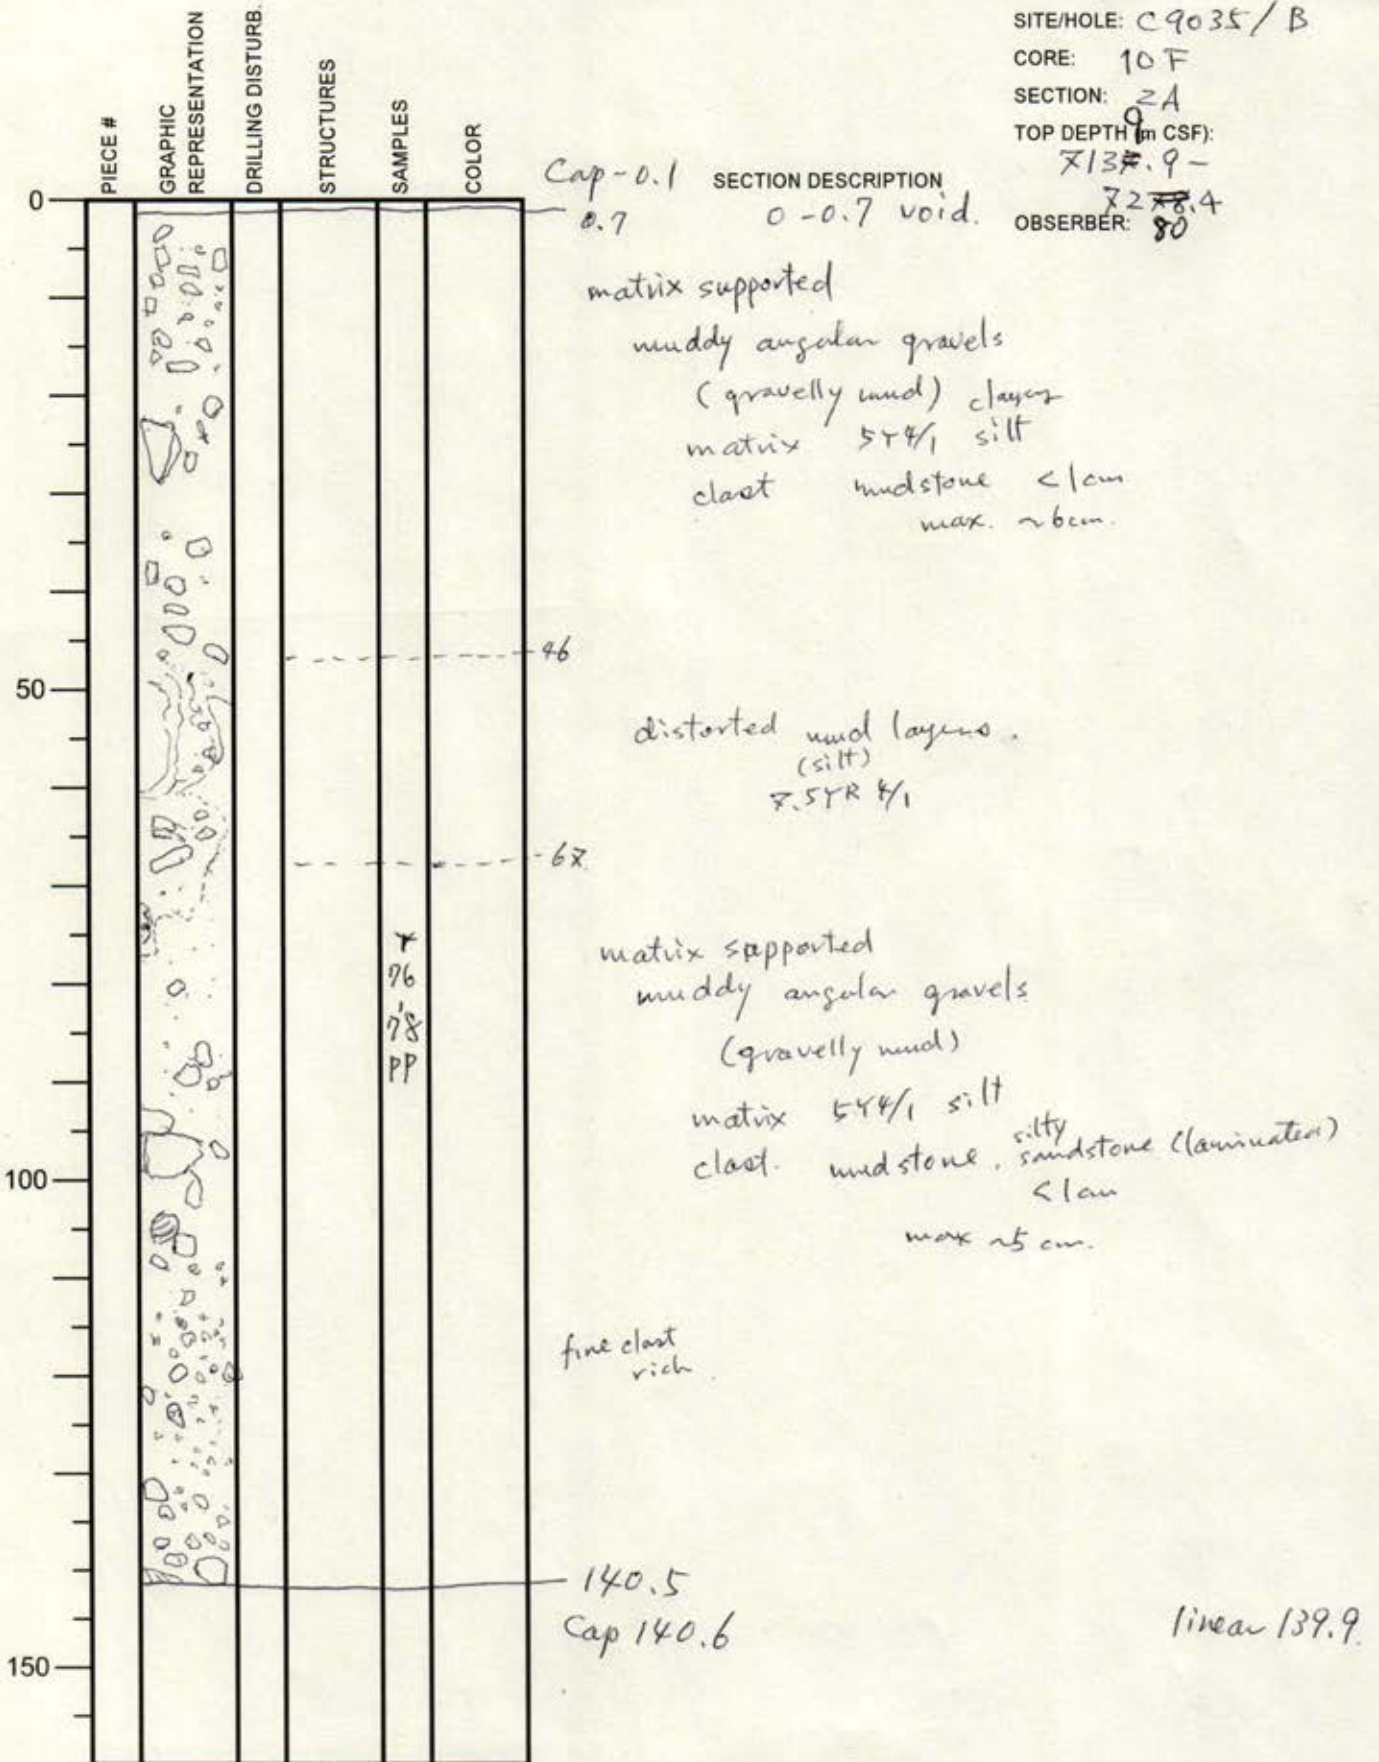 SITE/HOLE: C9035/B
CORE: 10F
SECTION: 2A
TOP DEPTH (m CSF):
9
OBSERBER: 80
PIECE #
GRAPHIC
REPRESENTATION
DRILLING DISTURB.
STRUCTURES
SAMPLES
COLOR
Cap-0.1
SECTION DESCRIPTION
0
0.7
0-0.7 void.
matrix supported
muddy angular gravels
(gravelly mud) clayey
matrix 5Y4/1 silt
clast mudstone <1cm
max. ~6cm.
46
50
distorted mud layers.
(silt)
7.5YR 4/1
67
76
78
PP
matrix supported
muddy angular gravels
(gravelly mud)
matrix 5Y4/1 silt
silty
clast. mudstone, sandstone (laminated)
<1cm
max ~5 cm.
100
fine clast
rich
140.5
Cap 140.6
linear 139.9
150